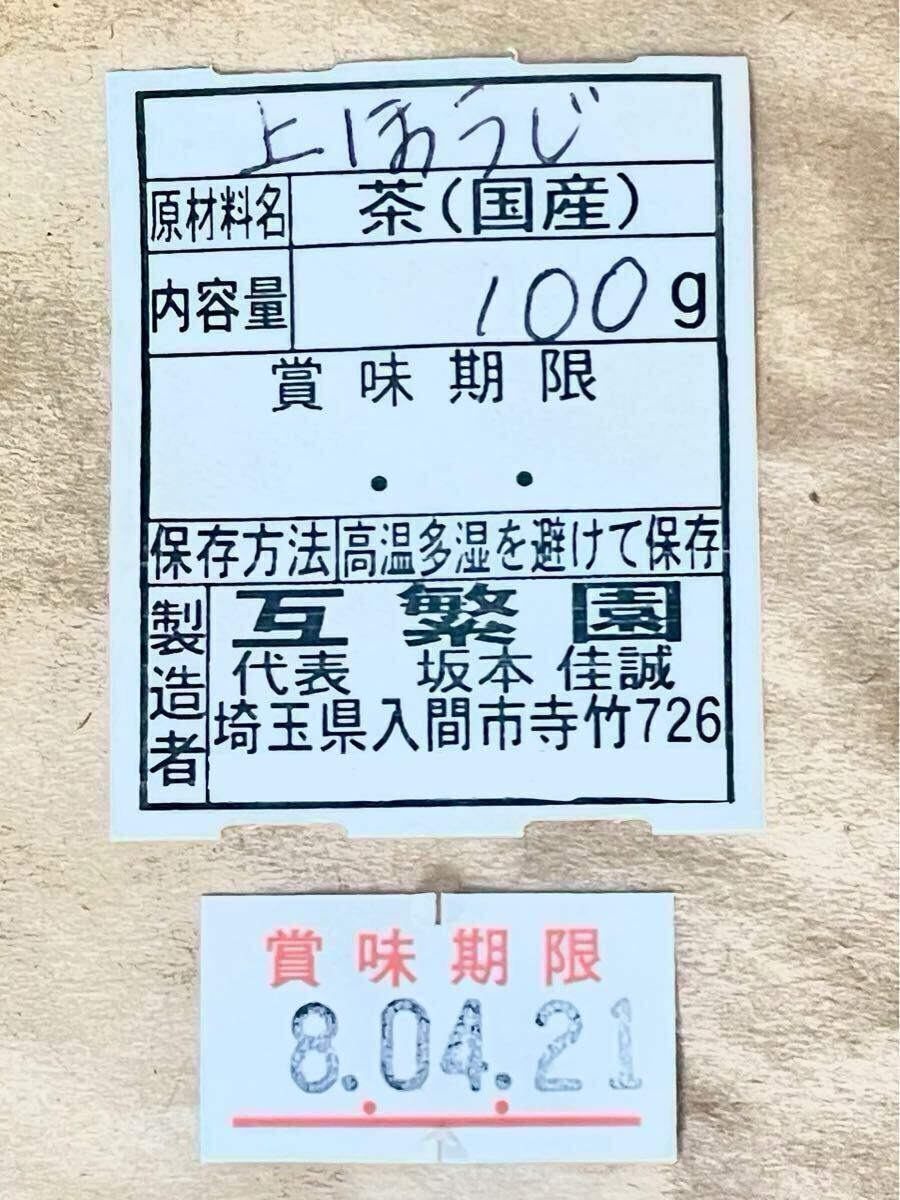 上ほうじ
原材料名 茶(国産)
内容量 100g
賞味期限
. .
保存方法 高温多湿を避けて保存
製造者 互繁園
代表 坂本 佳誠
埼玉県入間市寺竹726
賞味期限
8.04.21